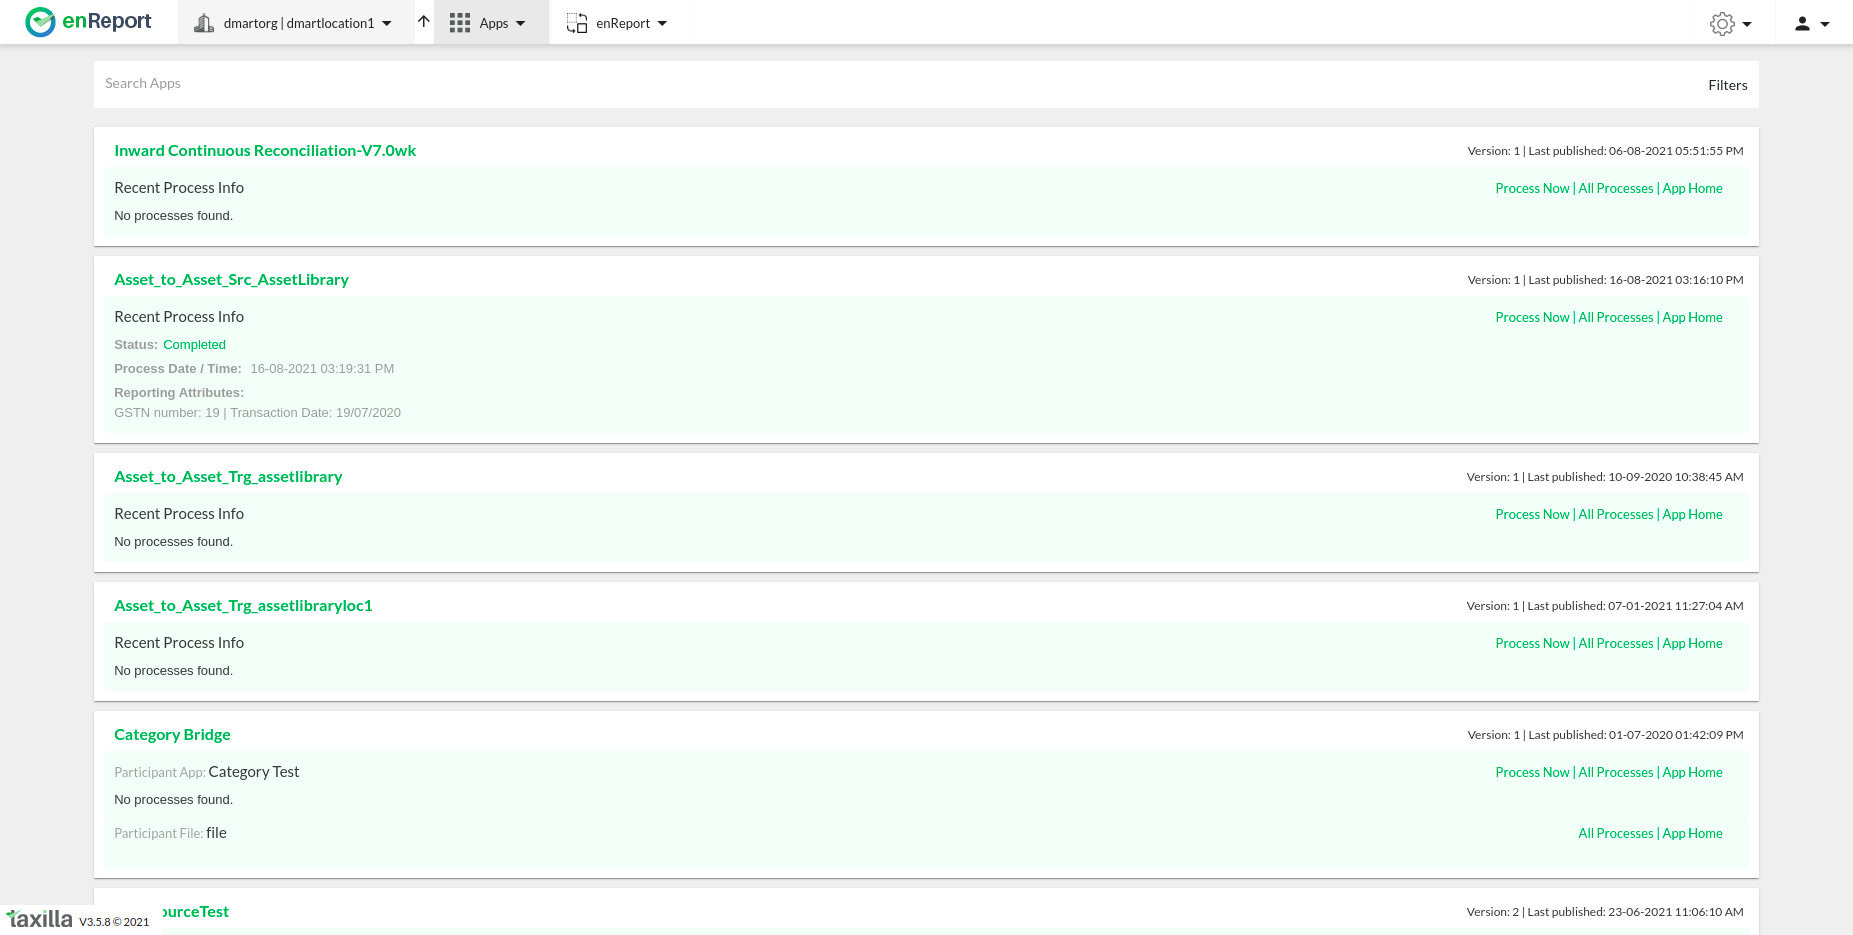 enReport dmartorg | dmartlocation1 Apps enReport
Search Apps Filters
Inward Continuous Reconciliation-V7.0wk Version: 1 | Last published: 06-08-2021 05:51:55 PM
Recent Process Info Process Now | All Processes | App Home
No processes found.
Asset_to_Asset_Src_AssetLibrary Version: 1 | Last published: 16-08-2021 03:16:10 PM
Recent Process Info Process Now | All Processes | App Home
Status: Completed
Process Date / Time: 16-08-2021 03:19:31 PM
Reporting Attributes:
GSTN number: 19 | Transaction Date: 19/07/2020
Asset_to_Asset_Trg_assetlibrary Version: 1 | Last published: 10-09-2020 10:38:45 AM
Recent Process Info Process Now | All Processes | App Home
No processes found.
Asset_to_Asset_Trg_assetlibraryloc1 Version: 1 | Last published: 07-01-2021 11:27:04 AM
Recent Process Info Process Now | All Processes | App Home
No processes found.
Category Bridge Version: 1 | Last published: 01-07-2020 01:42:09 PM
Participant App: Category Test Process Now | All Processes | App Home
No processes found.
Participant File: file All Processes | App Home
ourceTest Version: 2 | Last published: 23-06-2021 11:06:10 AM
taxilla V3.5.8 © 2021